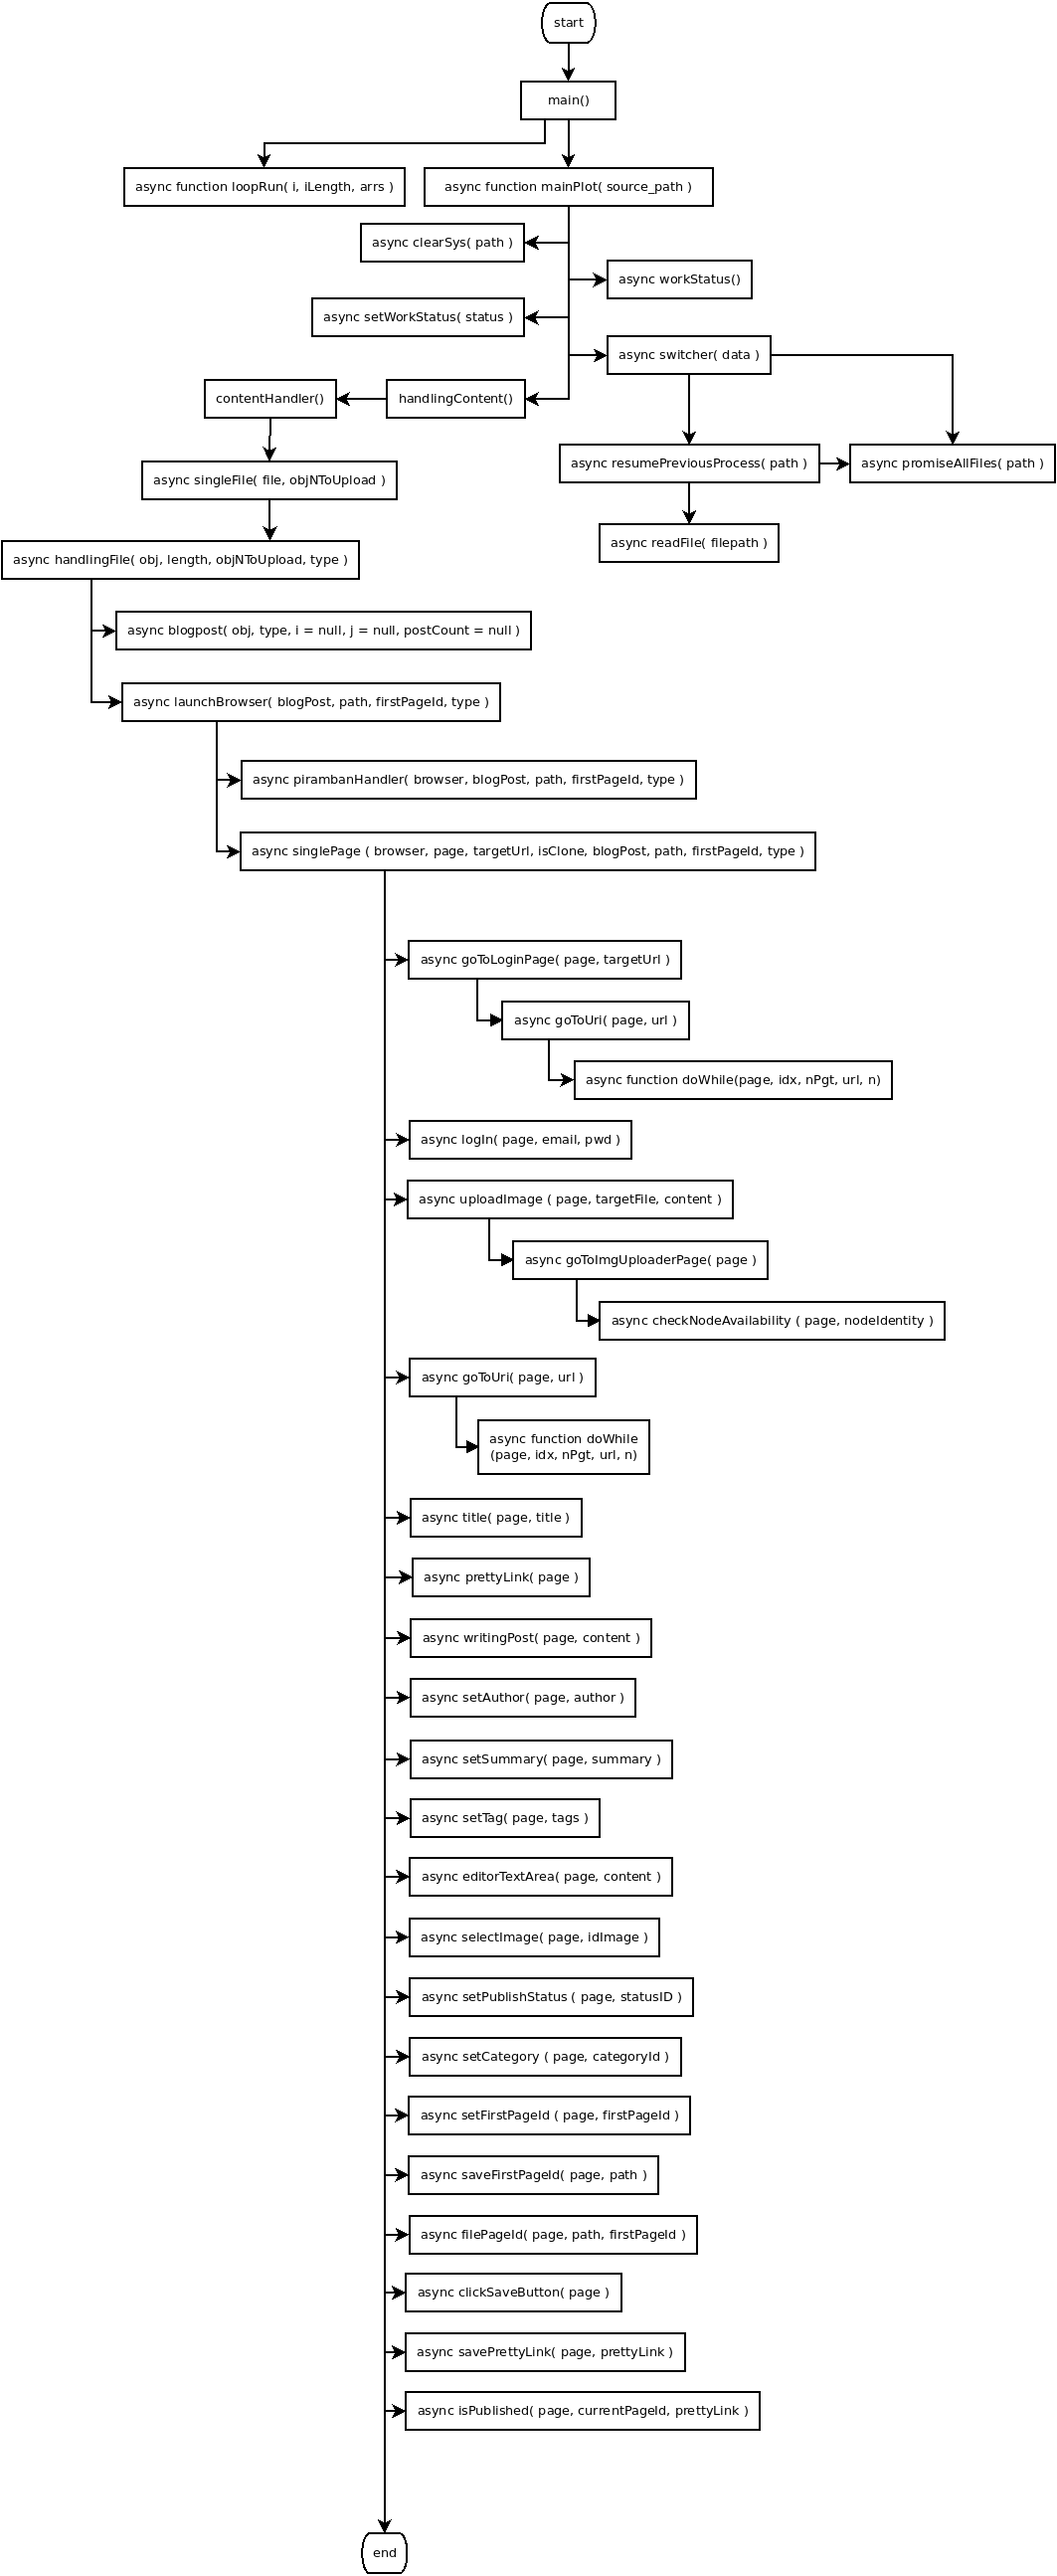 start
main()
async function loopRun( i, iLength, arrs )
async function mainPlot( source_path )
async clearSys( path )
async workStatus()
async setWorkStatus( status )
async switcher( data )
contentHandler()
handlingContent()
async resumePreviousProcess( path )
async promiseAllFiles( path )
async singleFile( file, objNToUpload )
async readFile( filepath )
async handlingFile( obj, length, objNToUpload, type )
async blogpost( obj, type, i = null, j = null, postCount = null )
async launchBrowser( blogPost, path, firstPageId, type )
async pirambanHandler( browser, blogPost, path, firstPageId, type )
async singlePage ( browser, page, targetUrl, isClone, blogPost, path, firstPageId, type )
async goToLoginPage( page, targetUrl )
async goToUri( page, url )
async function doWhile(page, idx, nPgt, url, n)
async logIn( page, email, pwd )
async uploadImage ( page, targetFile, content )
async goToImgUploaderPage( page )
async checkNodeAvailability ( page, nodeIdentity )
async goToUri( page, url )
async function doWhile
(page, idx, nPgt, url, n)
async title( page, title )
async prettyLink( page )
async writingPost( page, content )
async setAuthor( page, author )
async setSummary( page, summary )
async setTag( page, tags )
async editorTextArea( page, content )
async selectImage( page, idImage )
async setPublishStatus ( page, statusID )
async setCategory ( page, categoryId )
async setFirstPageId ( page, firstPageId )
async saveFirstPageId( page, path )
async filePageId( page, path, firstPageId )
async clickSaveButton( page )
async savePrettyLink( page, prettyLink )
async isPublished( page, currentPageId, prettyLink )
end